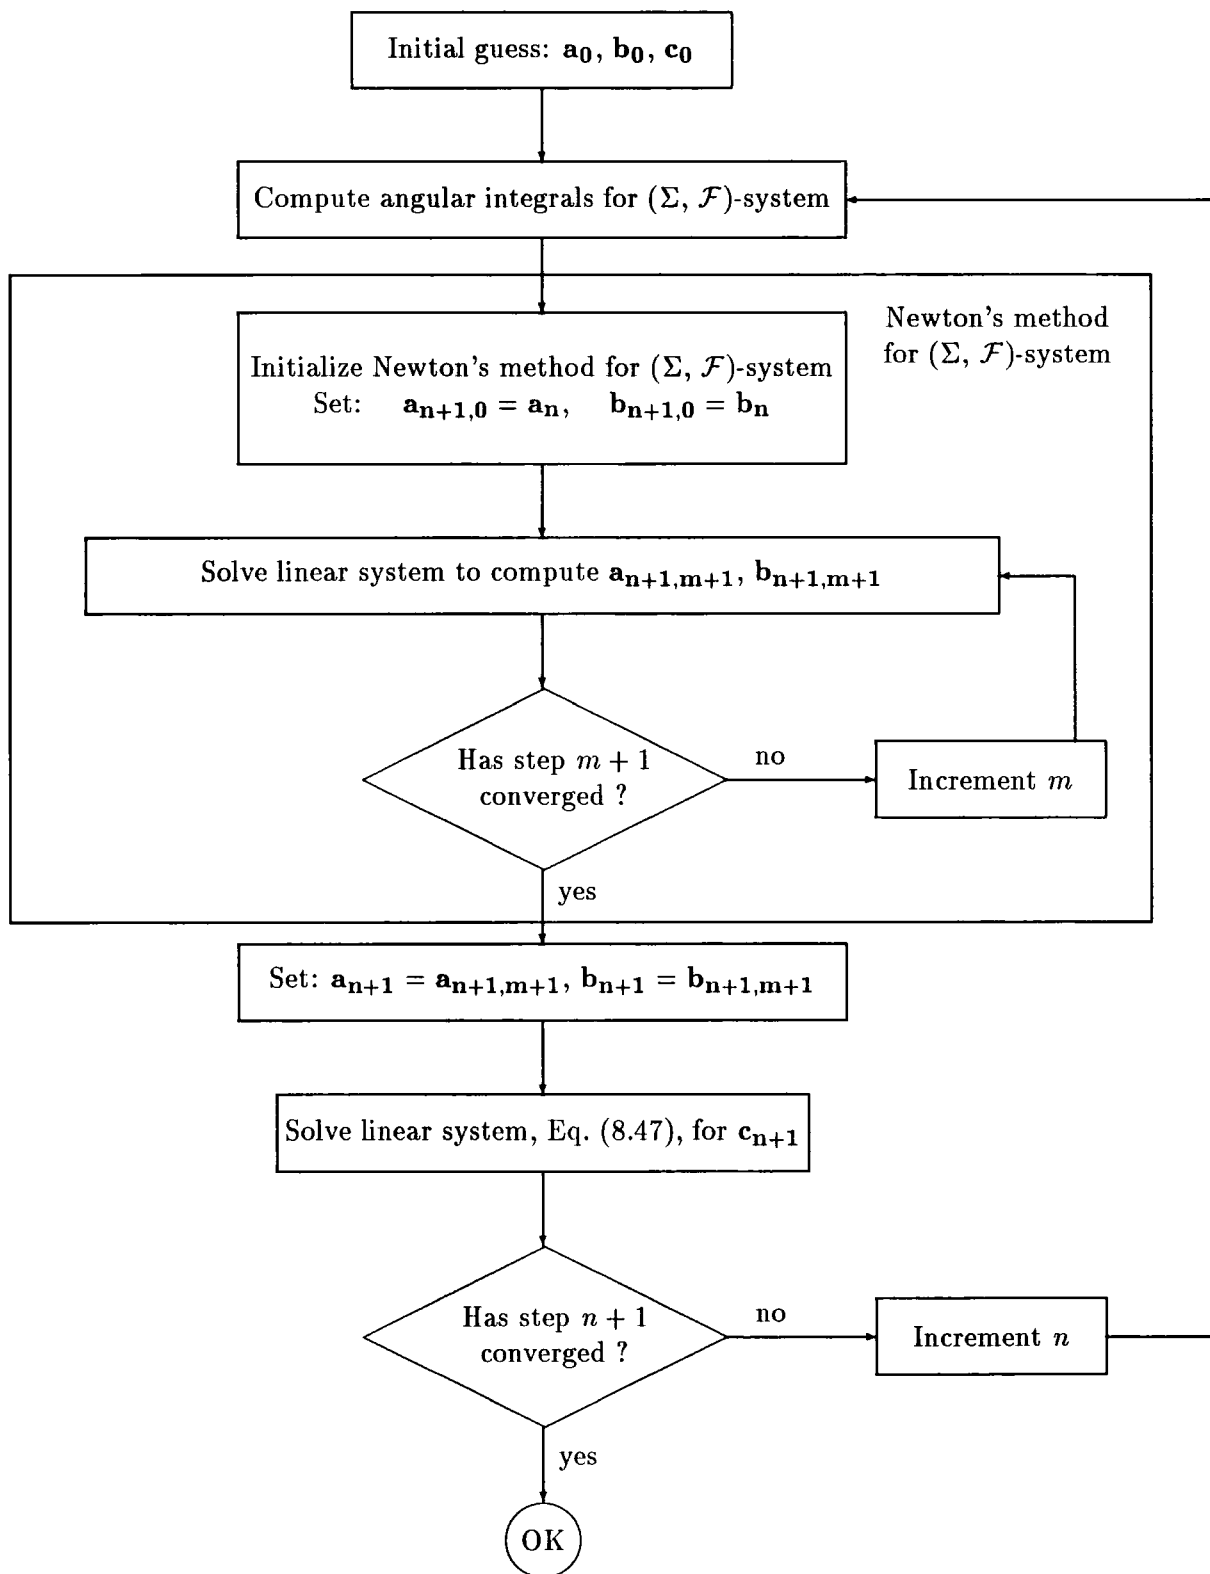 Initial guess: a₀, b₀, c₀
Compute angular integrals for (Σ, ℱ)-system
Newton's method
for (Σ, ℱ)-system
Initialize Newton's method for (Σ, ℱ)-system
Set: aₙ₊₁,₀ = aₙ, bₙ₊₁,₀ = bₙ
Solve linear system to compute aₙ₊₁,ₘ₊₁, bₙ₊₁,ₘ₊₁
Has step m + 1
converged ?
no
Increment m
yes
Set: aₙ₊₁ = aₙ₊₁,ₘ₊₁, bₙ₊₁ = bₙ₊₁,ₘ₊₁
Solve linear system, Eq. (8.47), for cₙ₊₁
Has step n + 1
converged ?
no
Increment n
yes
OK